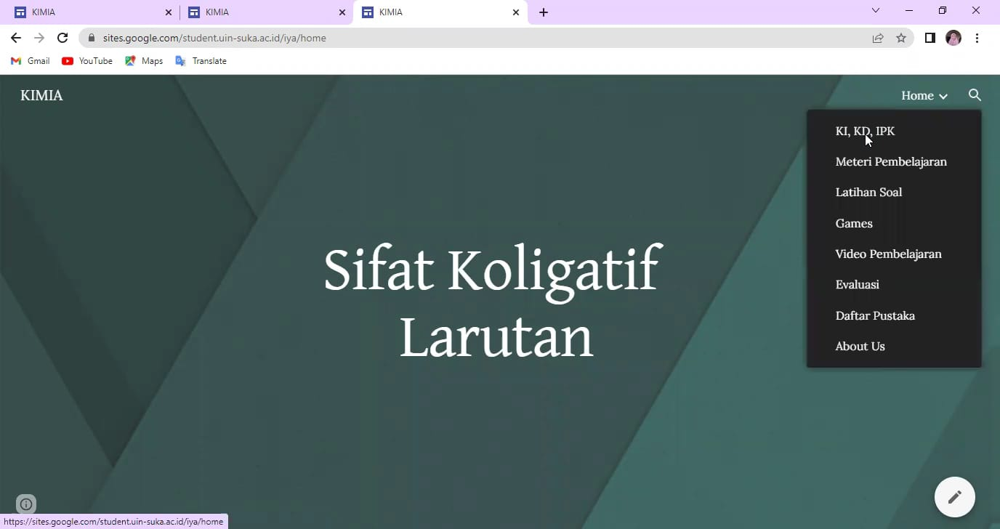 KIMIA
KIMIA
KIMIA
sites.google.com/student.uin-suka.ac.id/iya/home
Gmail
YouTube
Maps
Translate
KIMIA
Home
KI, KD, IPK
Meteri Pembelajaran
Latihan Soal
Games
Video Pembelajaran
Evaluasi
Daftar Pustaka
About Us
Sifat Koligatif
Larutan
https://sites.google.com/student.uin-suka.ac.id/iya/home